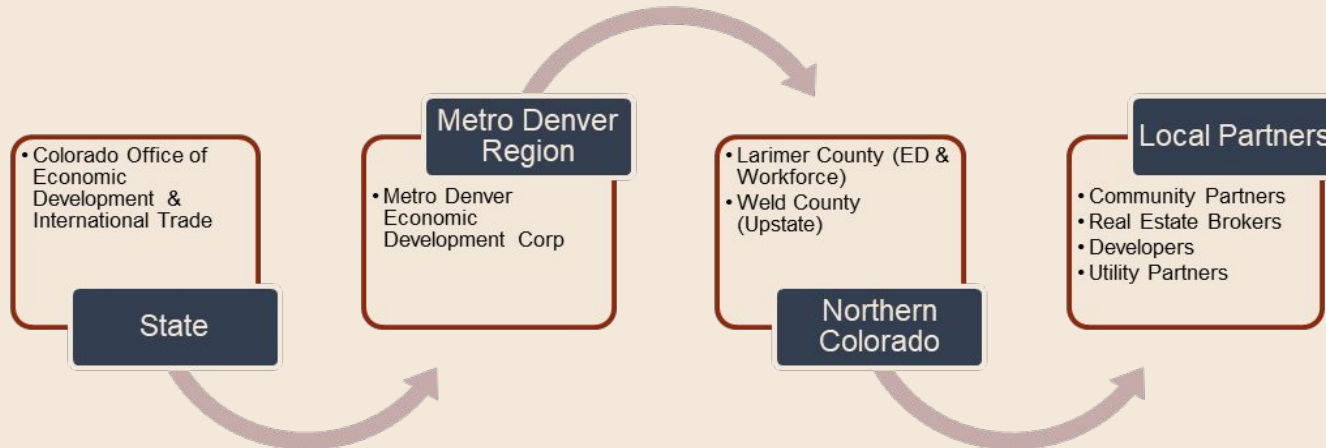 • Colorado Office of
Economic
Development &
International Trade
State
Metro Denver
Region
• Metro Denver
Economic
Development Corp
• Larimer County (ED &
Workforce)
• Weld County
(Upstate)
Northern
Colorado
Local Partners
• Community Partners
• Real Estate Brokers
• Developers
• Utility Partners